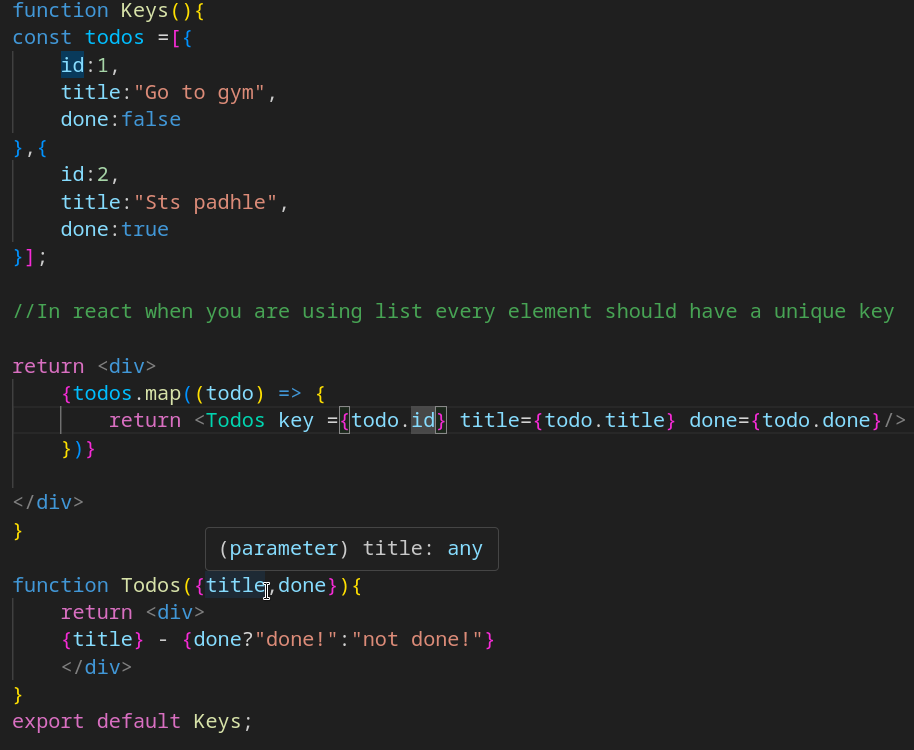 function Keys(){
const todos =[{
    id:1,
    title:"Go to gym",
    done:false
},{
    id:2,
    title:"Sts padhle",
    done:true
}];

//In react when you are using list every element should have a unique key

return <div>
    {todos.map((todo) => {
        return <Todos key ={todo.id} title={todo.title} done={todo.done}/>
    })}

</div>
}
(parameter) title: any
function Todos({title,done}){
    return <div>
    {title} - {done?"done!":"not done!"}
    </div>
}
export default Keys;